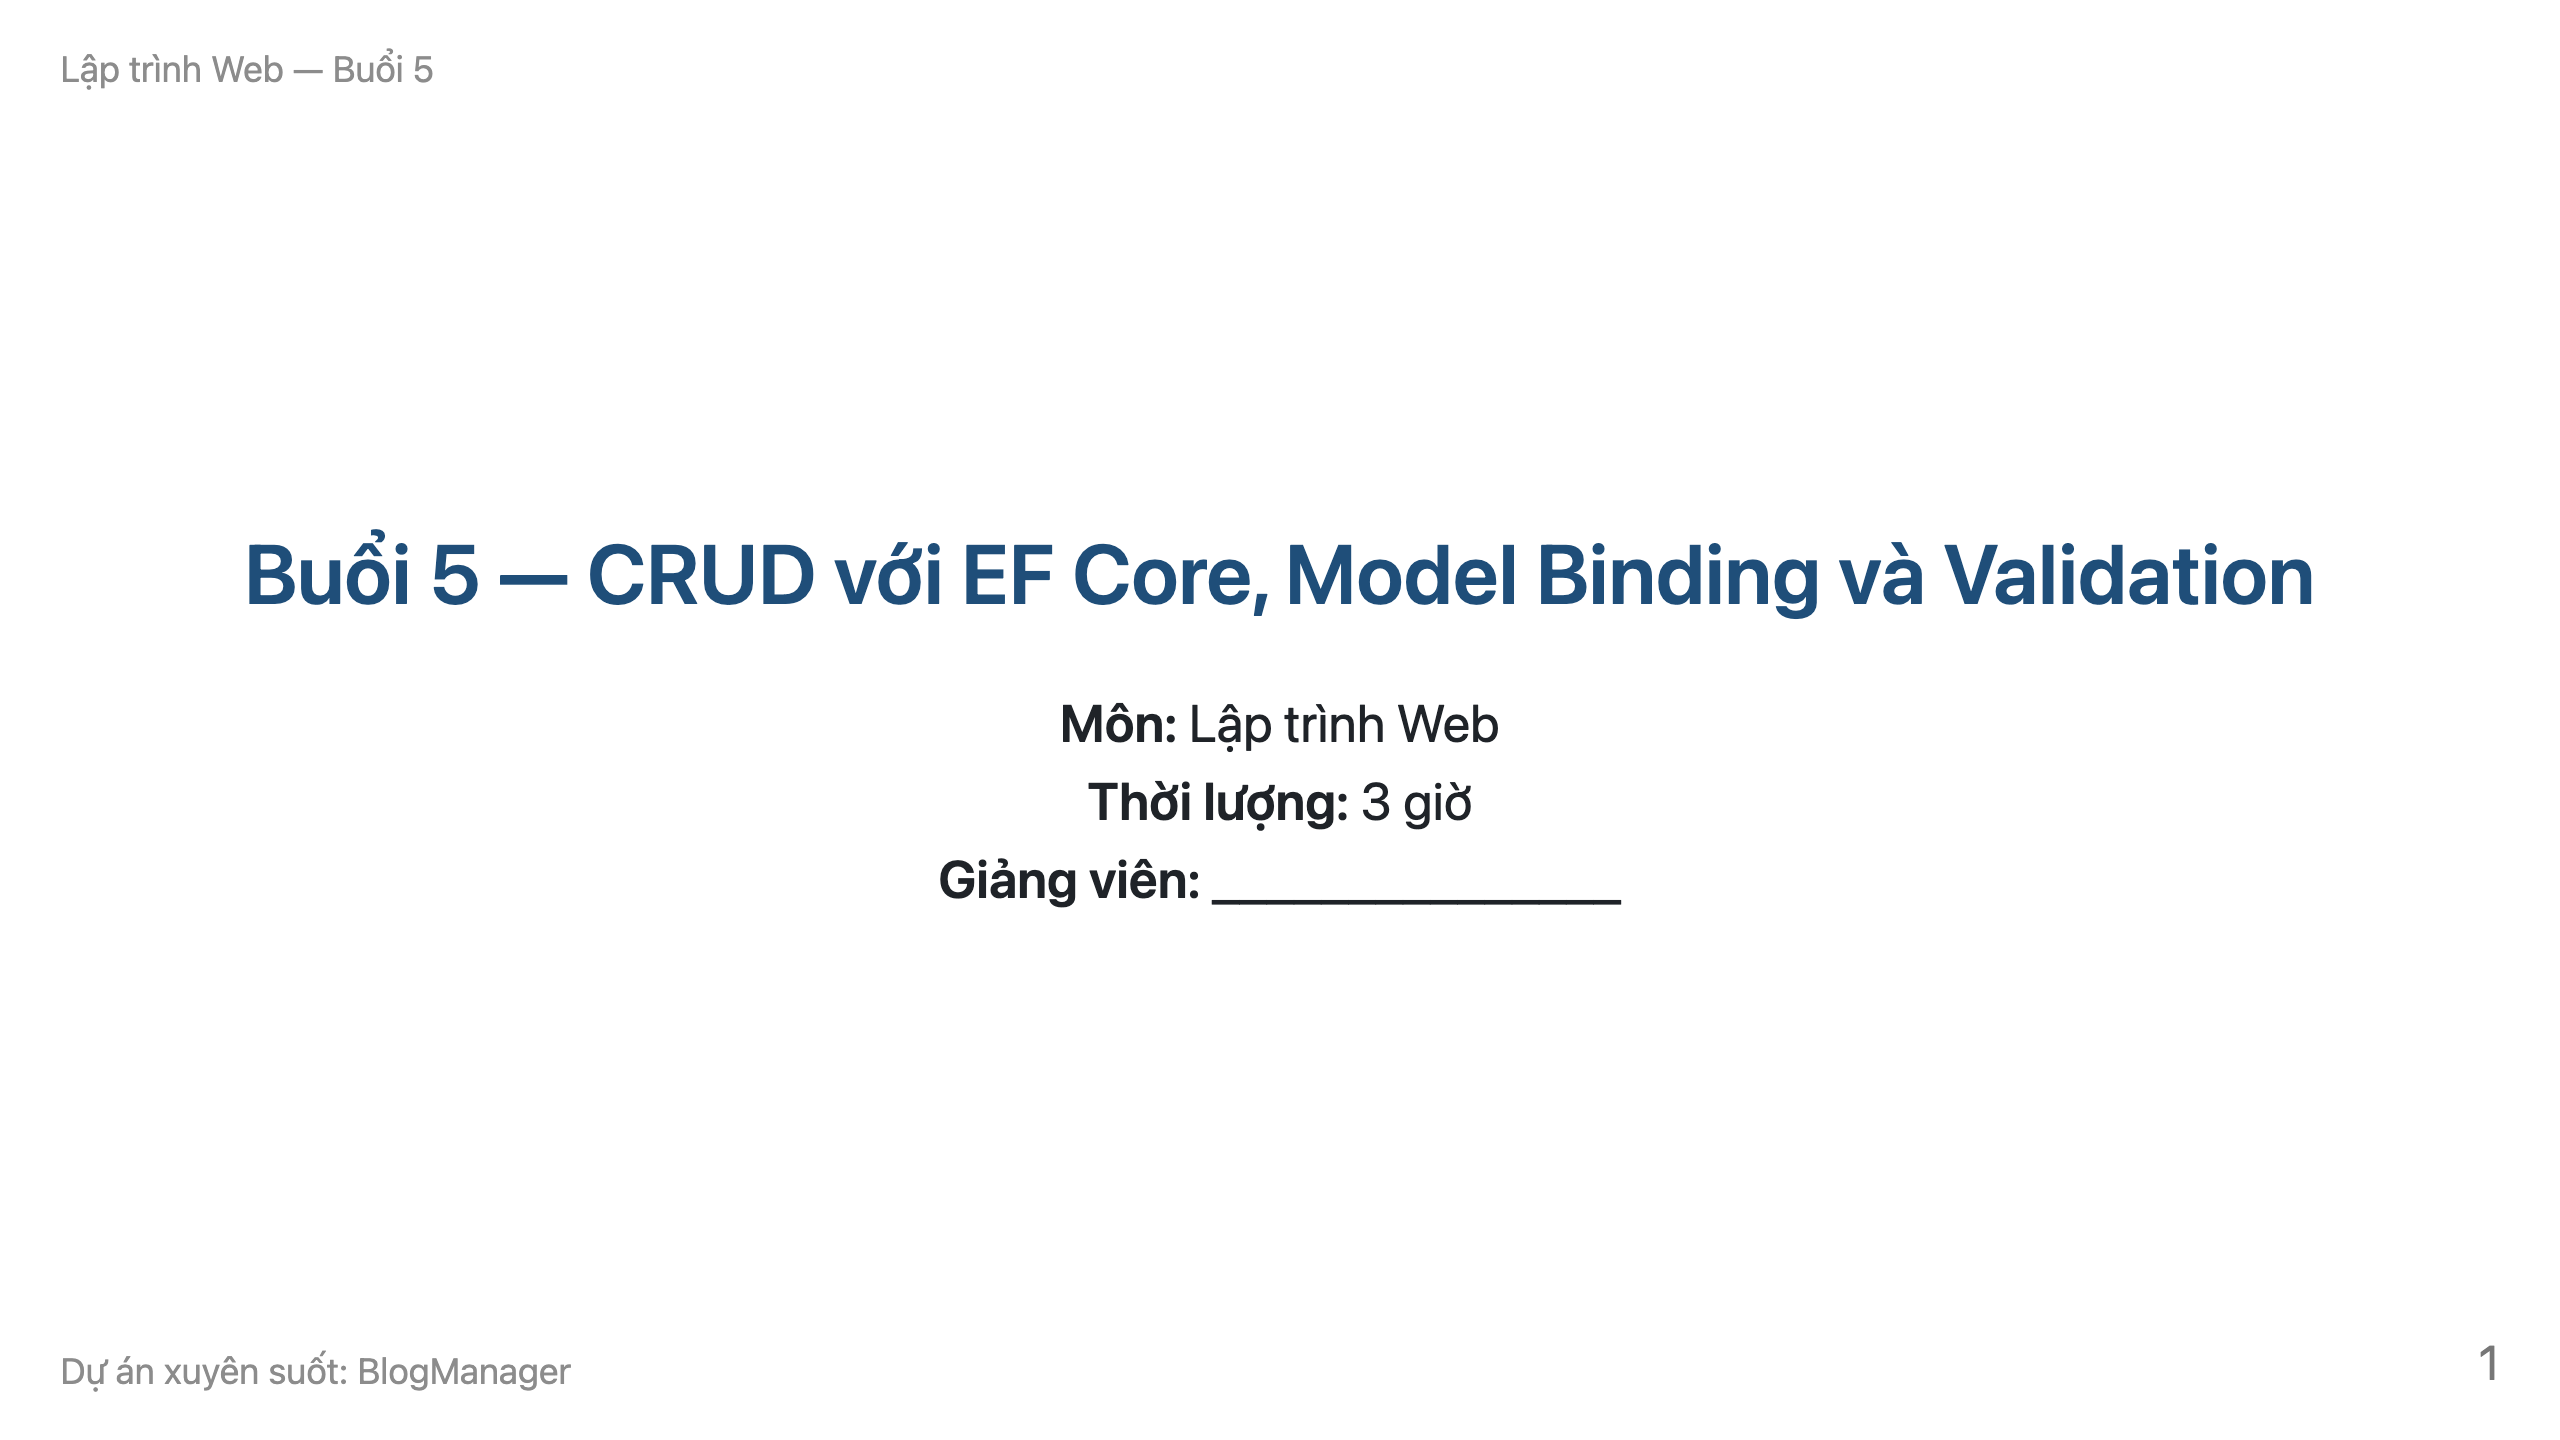 Lập trình Web — Buổi 5
Buổi 5 — CRUD với EF Core, Model Binding và Validation
Môn: Lập trình Web
Thời lượng: 3 giờ
Giảng viên: _______________
Dự án xuyên suốt: BlogManager
1